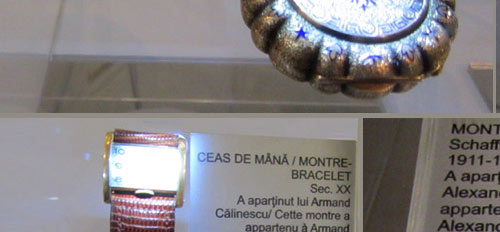 CEAS DE MÂNĂ / MONTRE-
BRACELET
Sec. XX
A aparţinut lui Armand
Călinescu/ Cette montre a
appartenu à Armand
MONT
Schaff
1911-1
A apar
Alexan
apparte
Alexan